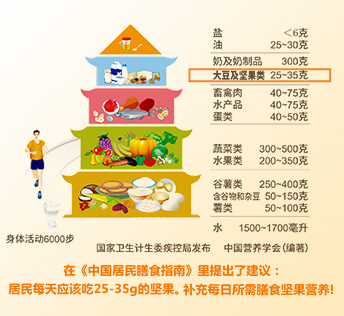 盐 <6克
油 25~30克
奶及奶制品 300克
大豆及坚果类 25~35克
畜禽肉 40~75克
水产品 40~75克
蛋类 40~50克
蔬菜类 300~500克
水果类 200~350克
谷薯类 250~400克
含谷物和杂豆 50~150克
薯类 50~100克
水 1500~1700毫升
身体活动6000步
国家卫生计生委疾控局发布 中国营养学会(编著)
在《中国居民膳食指南》里提出了建议：
居民每天应该吃25-35g的坚果。补充每日所需膳食坚果营养!